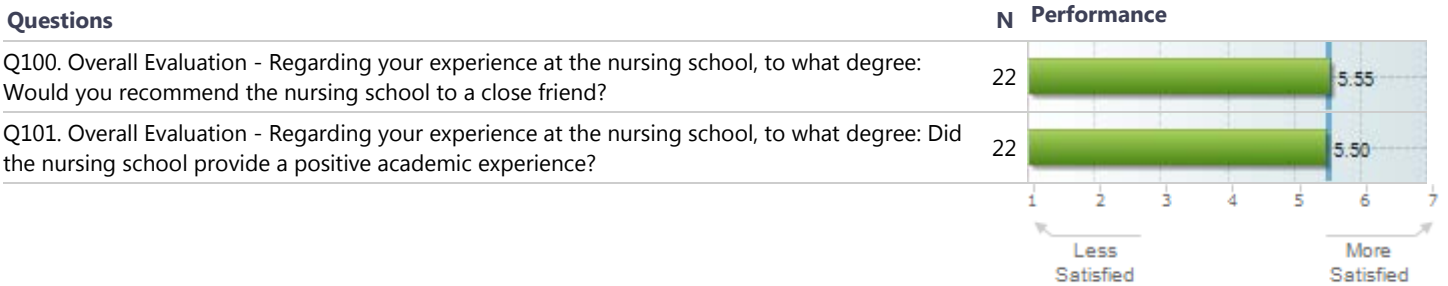 Questions N Performance
Q100. Overall Evaluation - Regarding your experience at the nursing school, to what degree:
Would you recommend the nursing school to a close friend?
22
5.55
Q101. Overall Evaluation - Regarding your experience at the nursing school, to what degree: Did
the nursing school provide a positive academic experience?
22
5.50
1 2 3 4 5 6 7
Less
Satisfied
More
Satisfied